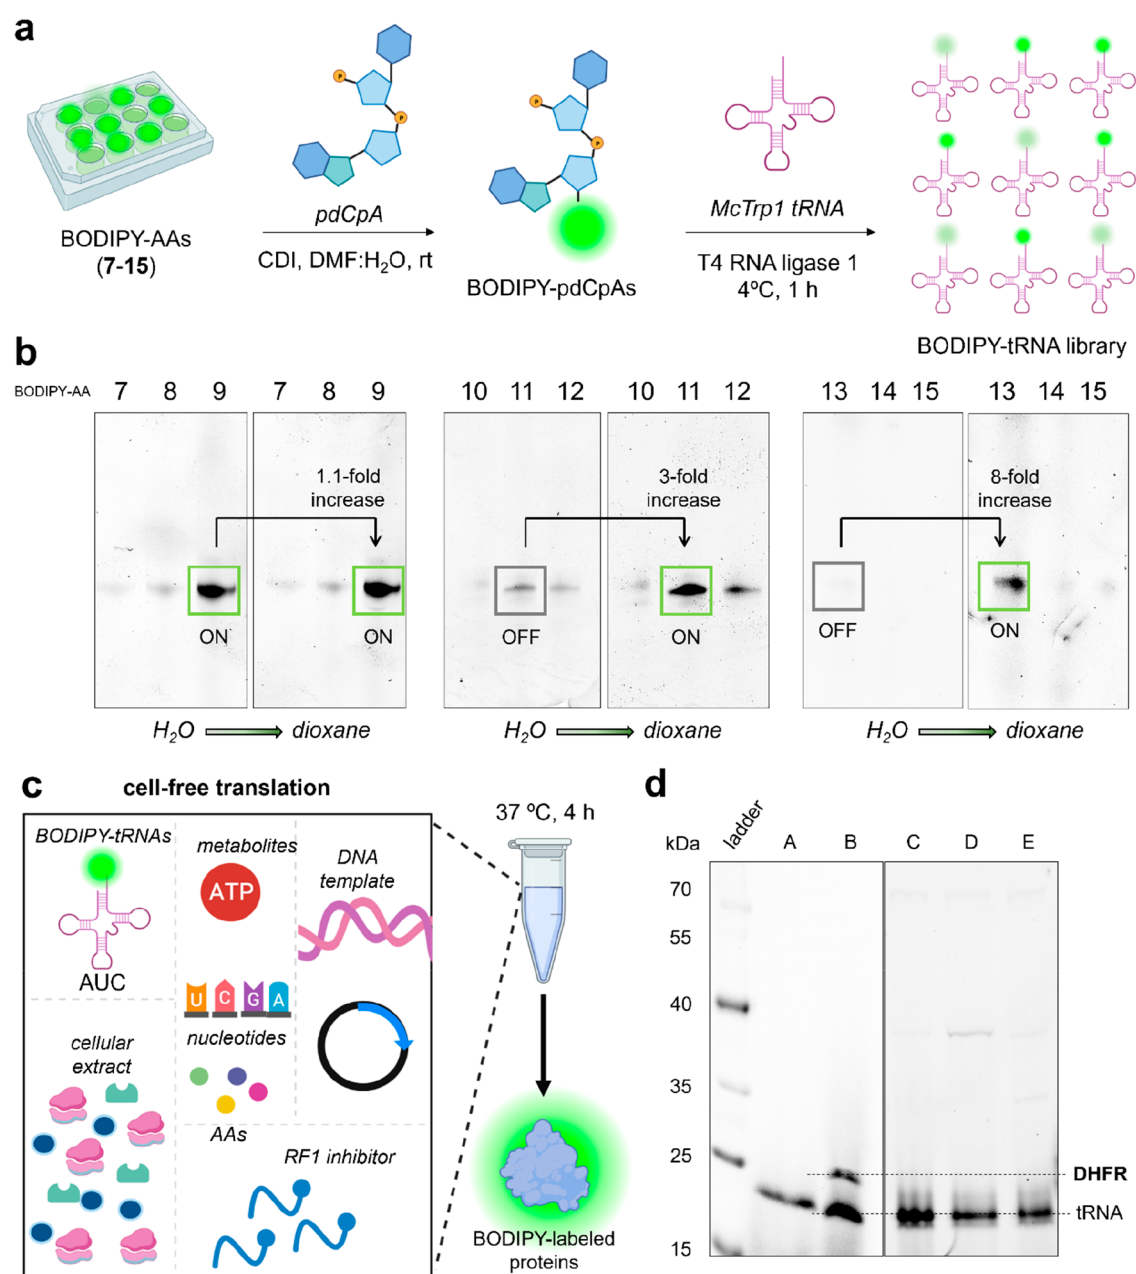 a
P
P
pdCpA
BODIPY-AAs
(7-15)
CDI, DMF:H₂O, rt
P
P
BODIPY-pdCpAs
McTrp1 tRNA
T4 RNA ligase 1
4ºC, 1 h
BODIPY-tRNA library
b
BODIPY-AA 7 8 9 7 8 9 10 11 12 10 11 12 13 14 15 13 14 15
1.1-fold
increase
ON
ON
3-fold
increase
OFF
ON
8-fold
increase
OFF
ON
H₂O dioxane
H₂O dioxane
H₂O dioxane
c
cell-free translation
BODIPY-tRNAs
AUC
metabolites
ATP
DNA
template
U C G A
nucleotides
cellular
extract
AAs
RF1 inhibitor
37 ºC, 4 h
BODIPY-labeled
proteins
d
kDa ladder A B C D E
70
55
40
35
25
DHFR
tRNA
15